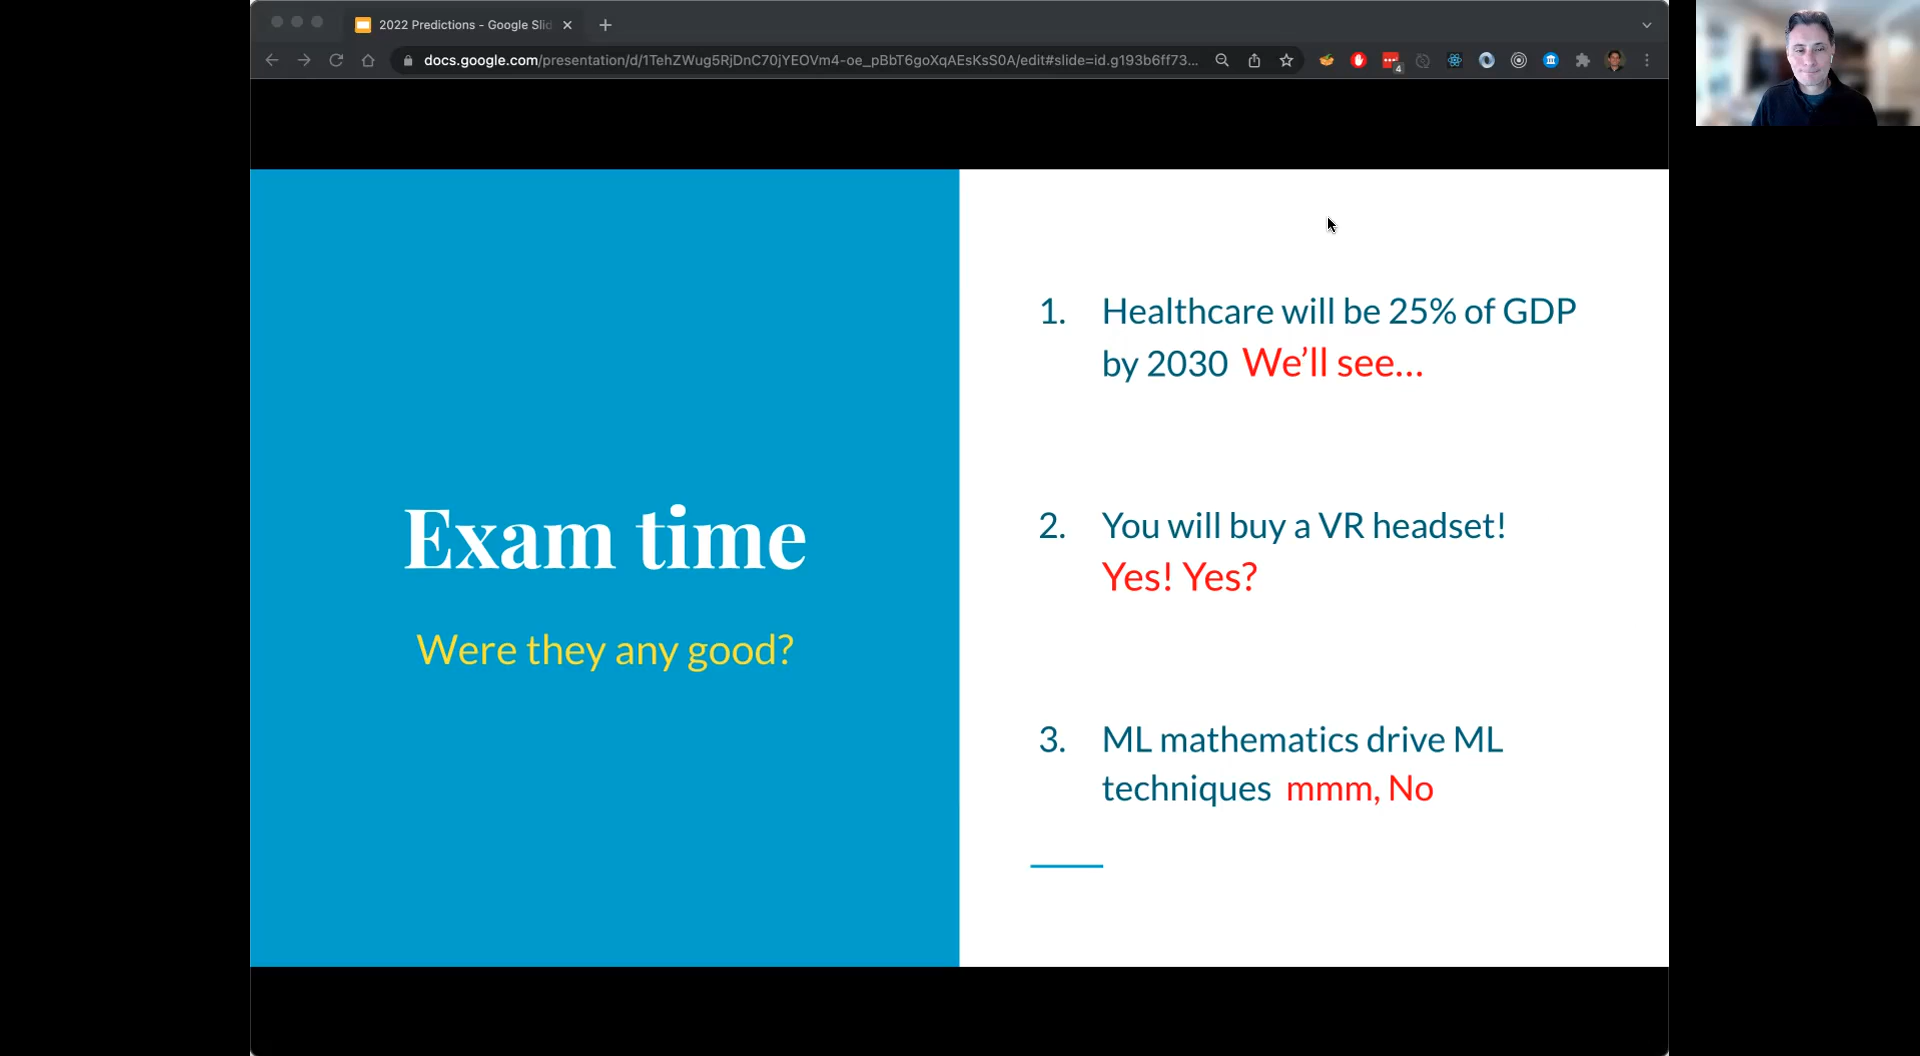 2022 Predictions - Google Slid
docs.google.com/presentation/d/1TehZWug5RjDnC70jYEOVm4-oe_pBbT6goXqAEsKsS0A/edit#slide=id.g193b6ff73...
4
Exam time
Were they any good?
1. Healthcare will be 25% of GDP
by 2030 We’ll see...
2. You will buy a VR headset!
Yes! Yes?
3. ML mathematics drive ML
techniques mmm, No